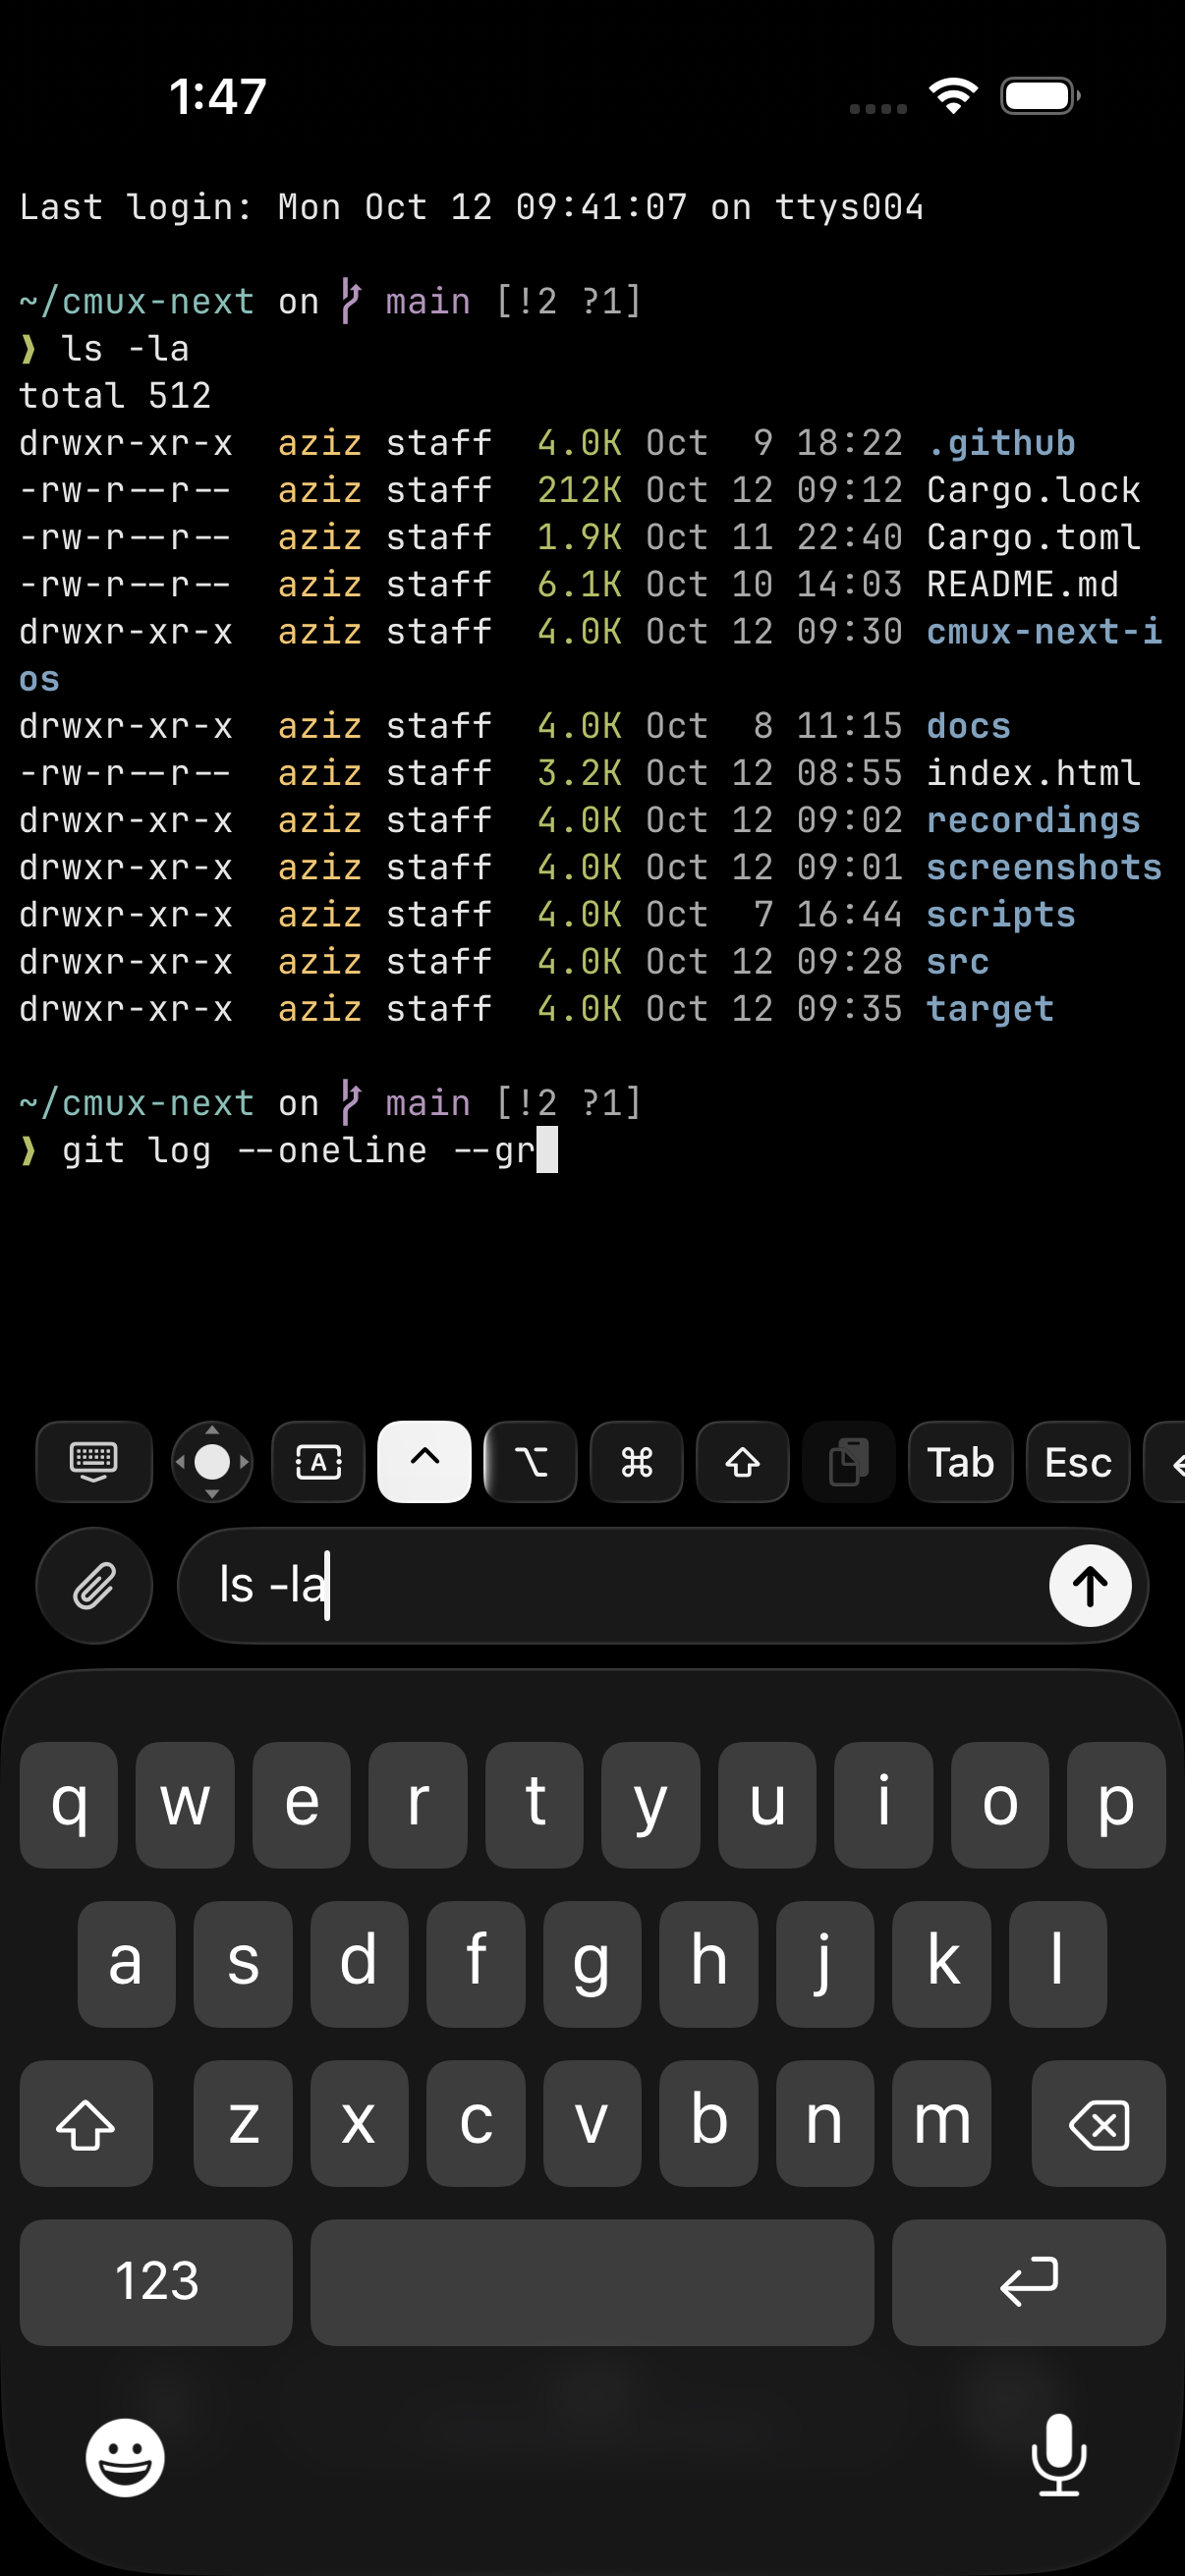 1:47
Last login: Mon Oct 12 09:41:07 on ttys004
~/cmux-next on main [!2 ?1]
❯ ls -la
total 512
drwxr-xr-x  aziz staff  4.0K Oct  9 18:22 .github
-rw-r--r--  aziz staff  212K Oct 12 09:12 Cargo.lock
-rw-r--r--  aziz staff  1.9K Oct 11 22:40 Cargo.toml
-rw-r--r--  aziz staff  6.1K Oct 10 14:03 README.md
drwxr-xr-x  aziz staff  4.0K Oct 12 09:30 cmux-next-i
os
drwxr-xr-x  aziz staff  4.0K Oct  8 11:15 docs
-rw-r--r--  aziz staff  3.2K Oct 12 08:55 index.html
drwxr-xr-x  aziz staff  4.0K Oct 12 09:02 recordings
drwxr-xr-x  aziz staff  4.0K Oct 12 09:01 screenshots
drwxr-xr-x  aziz staff  4.0K Oct  7 16:44 scripts
drwxr-xr-x  aziz staff  4.0K Oct 12 09:28 src
drwxr-xr-x  aziz staff  4.0K Oct 12 09:35 target
~/cmux-next on main [!2 ?1]
❯ git log --oneline --gr
A ^ ⌥ ⌘ ⇧ Tab Esc
ls -la
q w e r t y u i o p
a s d f g h j k l
z x c v b n m
123